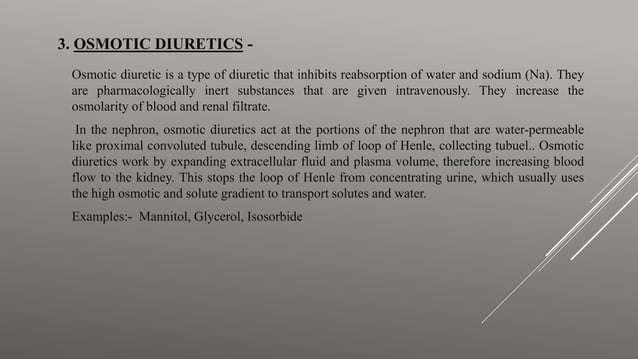 3. OSMOTIC DIURETICS -
Osmotic diuretic is a type of diuretic that inhibits reabsorption of water and sodium (Na). They
are pharmacologically inert substances that are given intravenously. They increase the
osmolarity of blood and renal filtrate.
In the nephron, osmotic diuretics act at the portions of the nephron that are water-permeable
like proximal convoluted tubule, descending limb of loop of Henle, collecting tubuel.. Osmotic
diuretics work by expanding extracellular fluid and plasma volume, therefore increasing blood
flow to the kidney. This stops the loop of Henle from concentrating urine, which usually uses
the high osmotic and solute gradient to transport solutes and water.
Examples:- Mannitol, Glycerol, Isosorbide